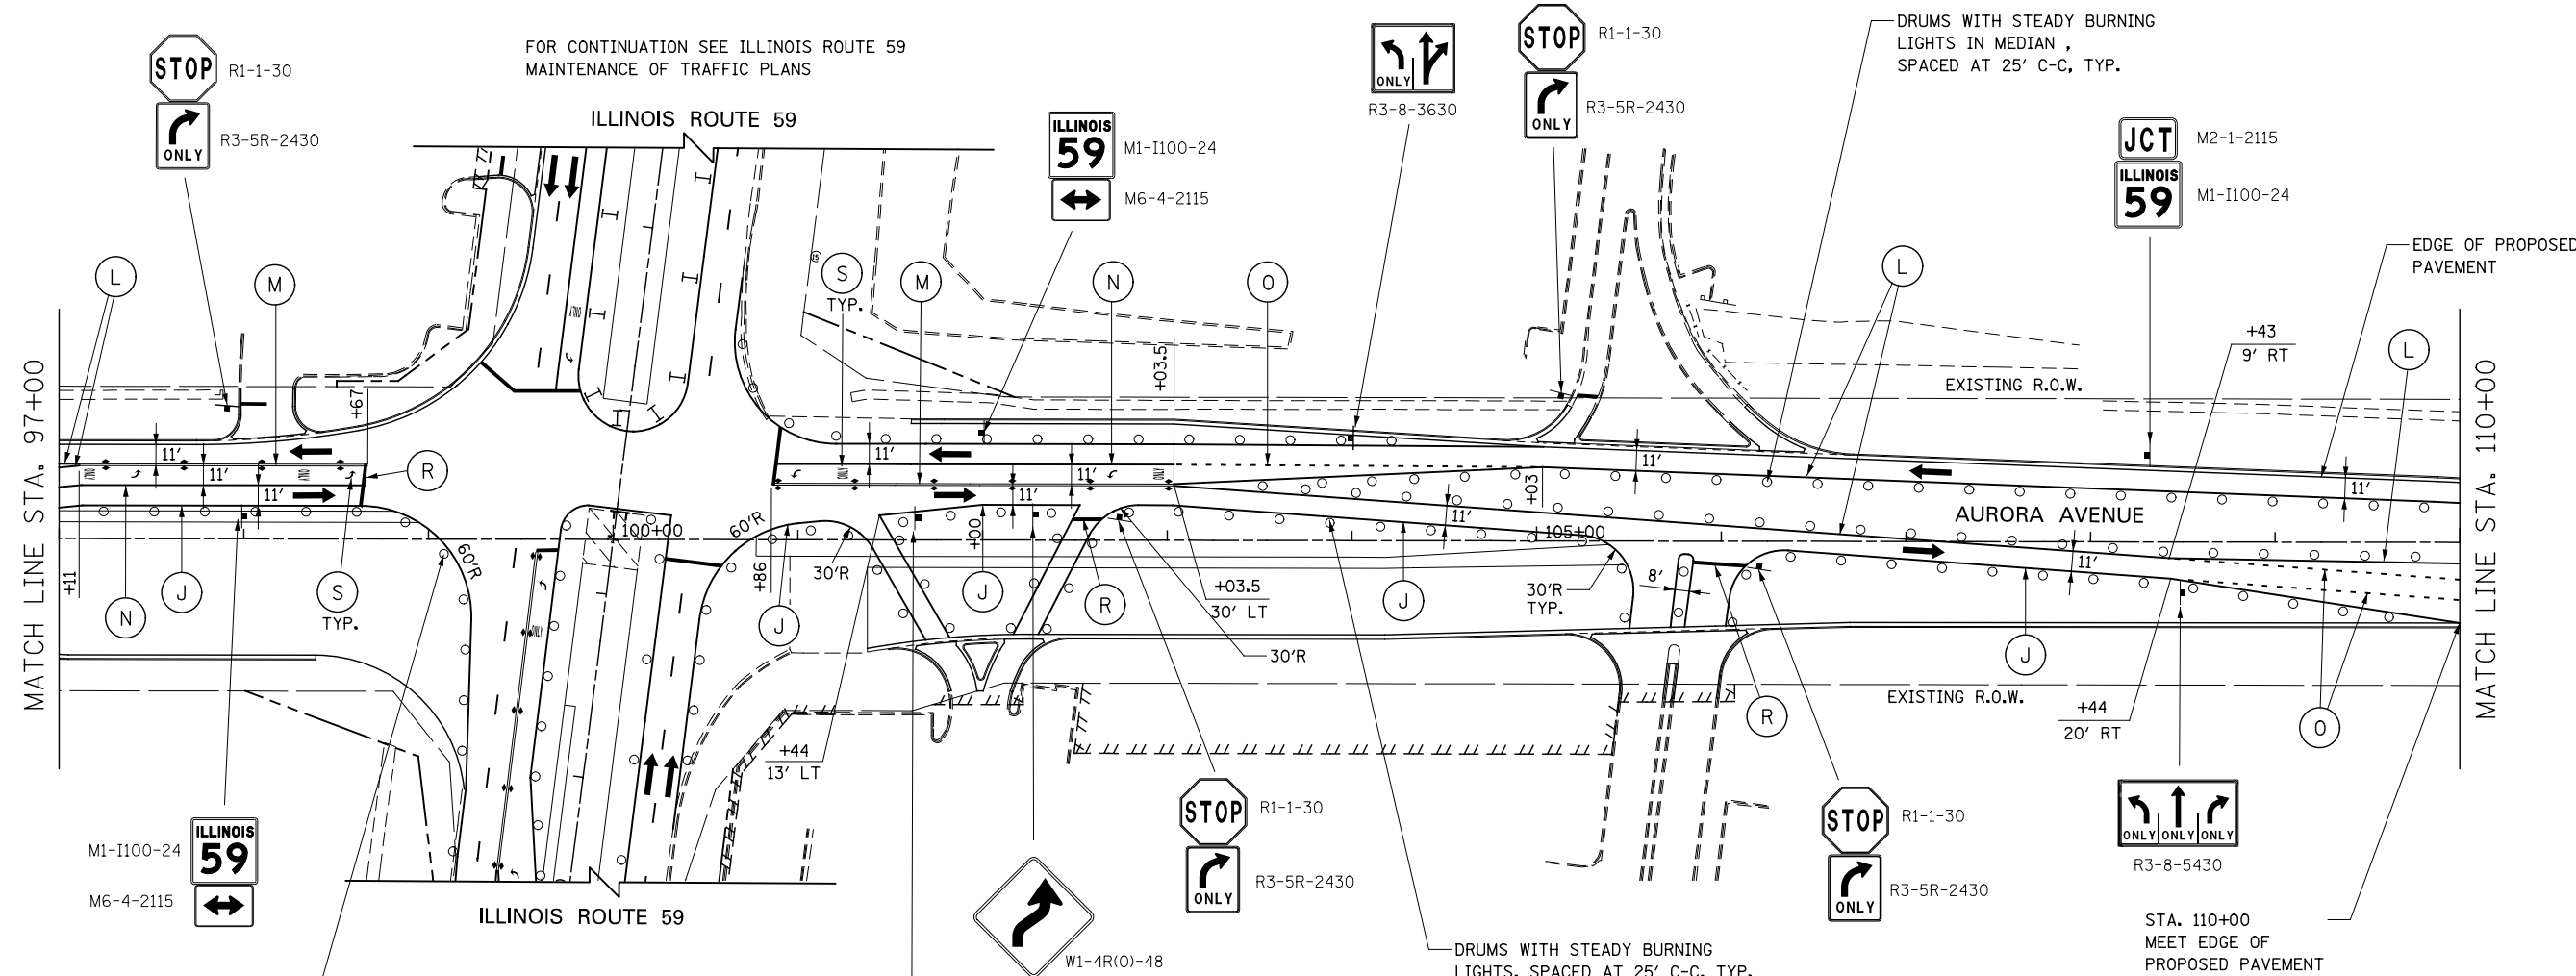 FOR CONTINUATION SEE ILLINOIS ROUTE 59
MAINTENANCE OF TRAFFIC PLANS
ILLINOIS ROUTE 59
STOP
R1-1-30
ONLY
R3-5R-2430
ILLINOIS
59
M1-I100-24
M6-4-2115
ONLY
R3-8-3630
STOP
R1-1-30
ONLY
R3-5R-2430
DRUMS WITH STEADY BURNING
LIGHTS IN MEDIAN ,
SPACED AT 25' C-C, TYP.
JCT
M2-1-2115
ILLINOIS
59
M1-I100-24
EDGE OF PROPOSED
PAVEMENT
L
M
S
TYP.
M
N
O
L
+43
9' RT
L
MATCH LINE STA. 97+00
MATCH LINE STA. 110+00
+67
+03.5
EXISTING R.O.W.
ONLY
11'
11'
11'
ONLY
ONLY
R
11'
ONLY
11'
11'
ONLY
11'
+03
11'
11'
AURORA AVENUE
100+00
60'R
60'R
105+00
+11
N
J
S
TYP.
ONLY
+86
J
30'R
+00
J
R
+03.5
30' LT
30'R
J
30'R
TYP.
8'
R
11'
J
EXISTING R.O.W.
+44
20' RT
O
+44
13' LT
M1-I100-24
ILLINOIS
59
M6-4-2115
ILLINOIS ROUTE 59
W1-4R(O)-48
STOP
R1-1-30
ONLY
R3-5R-2430
DRUMS WITH STEADY BURNING
LIGHTS, SPACED AT 25' C-C, TYP.
STOP
R1-1-30
ONLY
R3-5R-2430
ONLY ONLY ONLY
R3-8-5430
STA. 110+00
MEET EDGE OF
PROPOSED PAVEMENT